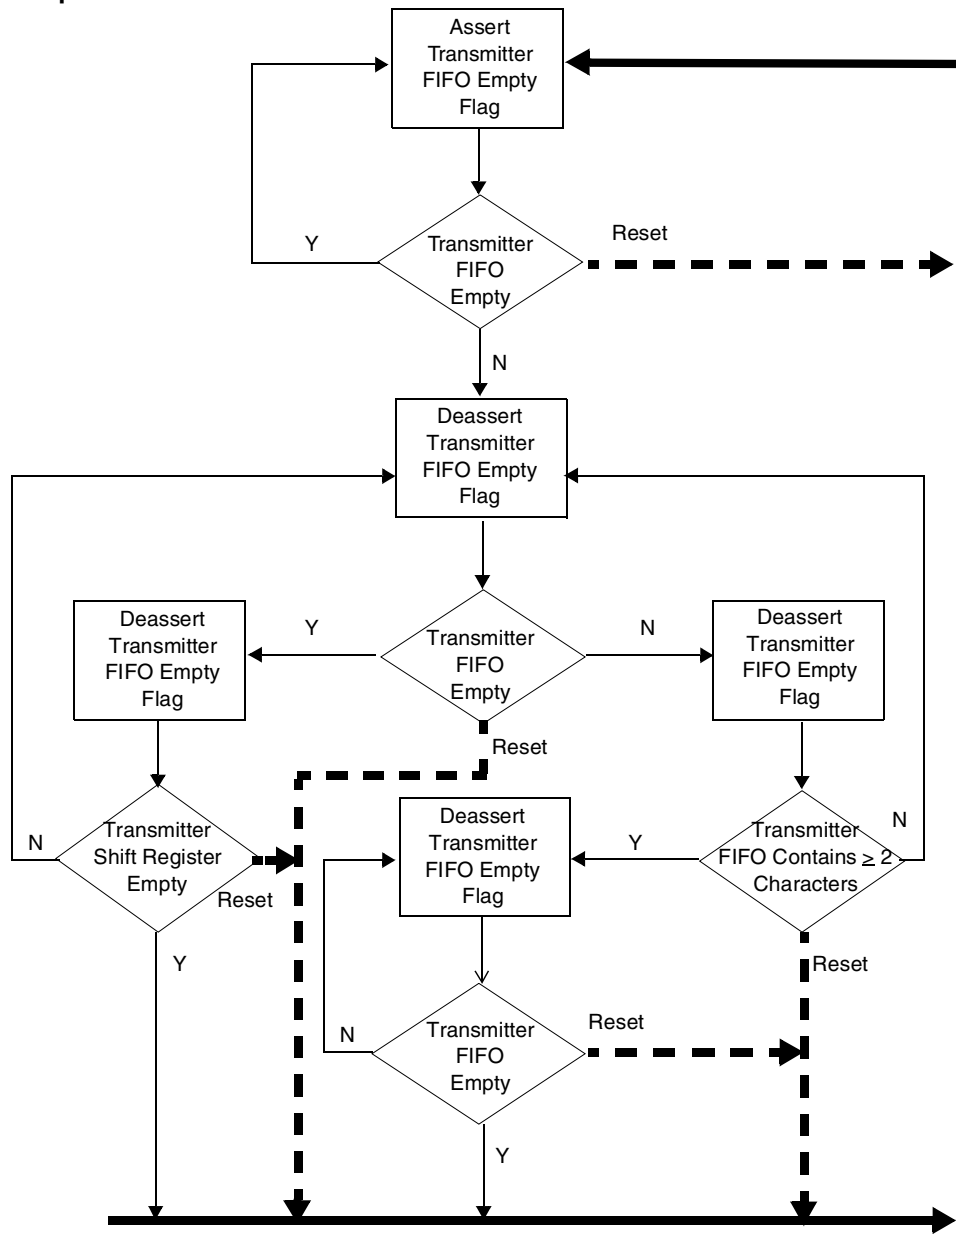 Assert
Transmitter
FIFO Empty
Flag
Y
Transmitter
FIFO
Empty
Reset
N
Deassert
Transmitter
FIFO Empty
Flag
Deassert
Transmitter
FIFO Empty
Flag
Y
Transmitter
FIFO
Empty
N
Deassert
Transmitter
FIFO Empty
Flag
Reset
N
Transmitter
Shift Register
Empty
Reset
Y
Deassert
Transmitter
FIFO Empty
Flag
Y
Transmitter
FIFO Contains ≥ 2
Characters
N
Reset
N
Transmitter
FIFO
Empty
Reset
Y